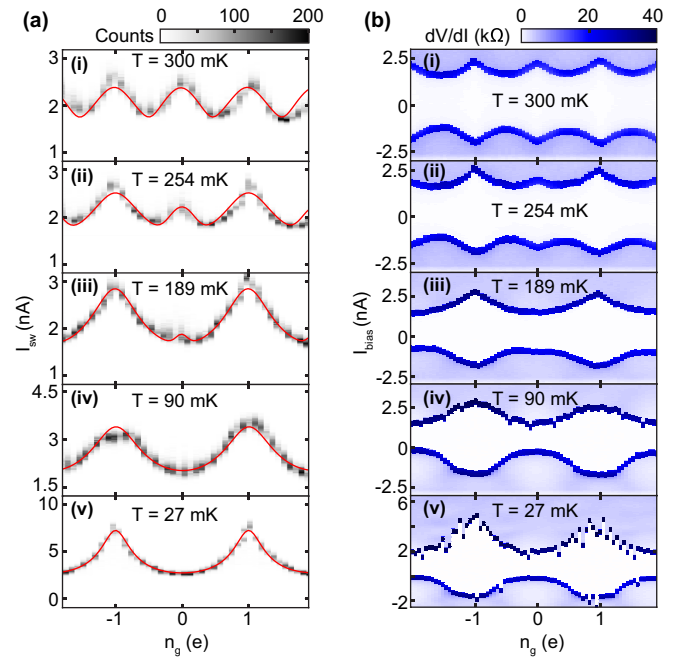 (a)
Counts
0 100 200
(i)
T = 300 mK
3
2
1
(ii)
T = 254 mK
3
2
1
(iii)
T = 189 mK
3
2
1
I_sw (nA)
(iv)
T = 90 mK
4.5
3
1.5
(v)
T = 27 mK
10
5
0
-1 0 1
n_g (e)
(b)
dV/dI (kΩ)
0 20 40
(i)
T = 300 mK
2.5
0
-2.5
(ii)
T = 254 mK
2.5
0
-2.5
(iii)
T = 189 mK
2.5
0
-2.5
I_bias (nA)
(iv)
T = 90 mK
2.5
0
-2.5
(v)
T = 27 mK
6
2
-2
-1 0 1
n_g (e)